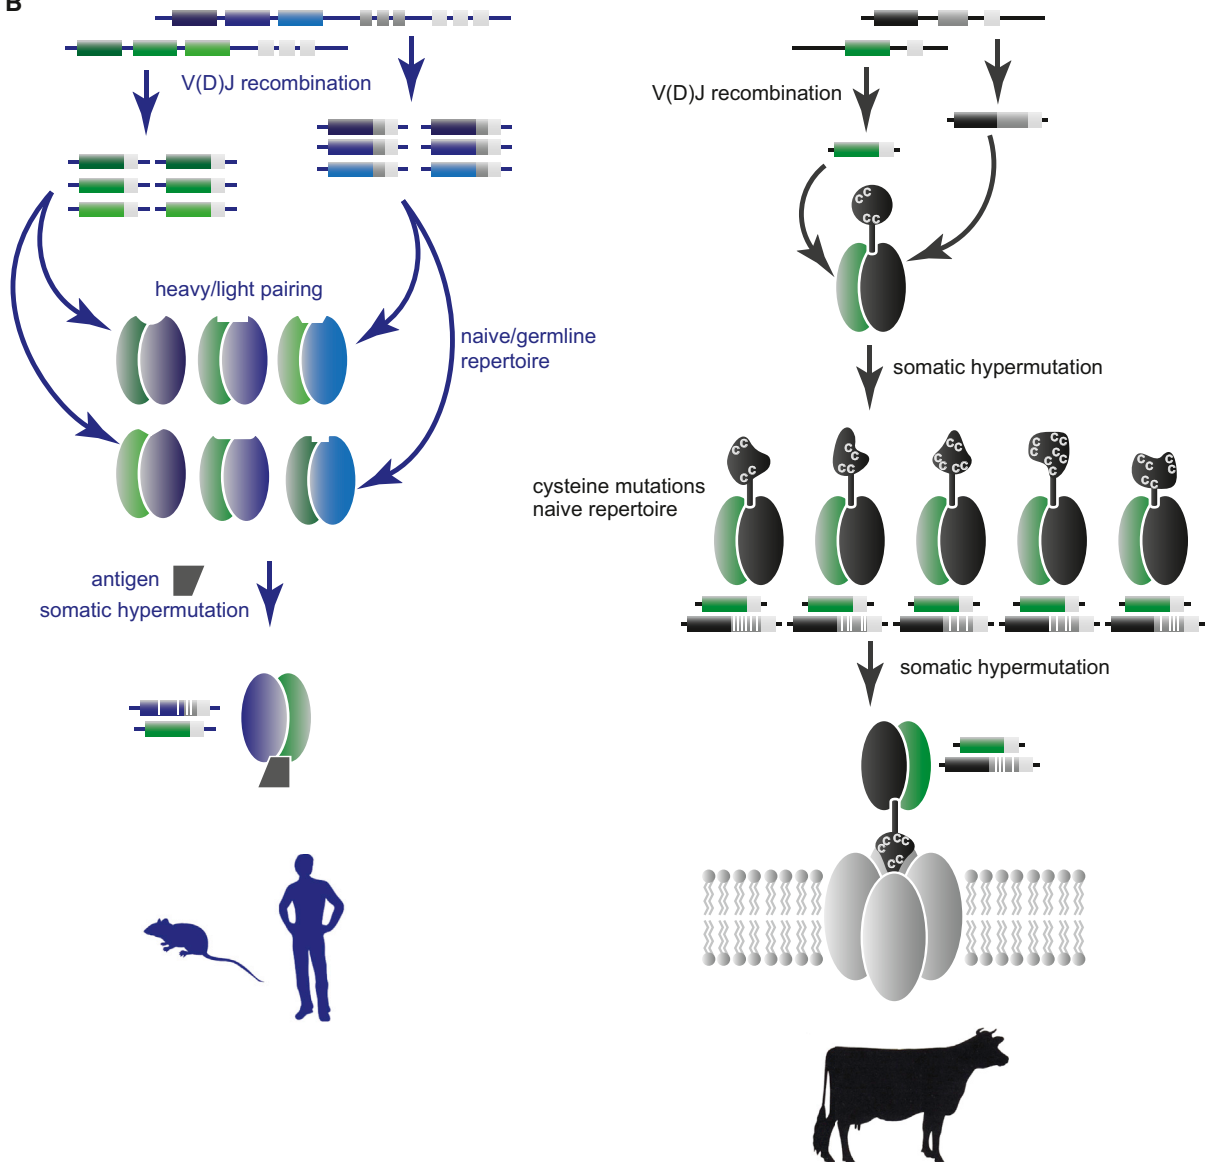 B
V(D)J recombination
heavy/light pairing
naive/germline
repertoire
antigen
somatic hypermutation
V(D)J recombination
C C
C C
somatic hypermutation
cysteine mutations
naive repertoire
C C C C
C C C C
C C C C C C
C C C C C C C
C C C C C C
somatic hypermutation
C C C C C C